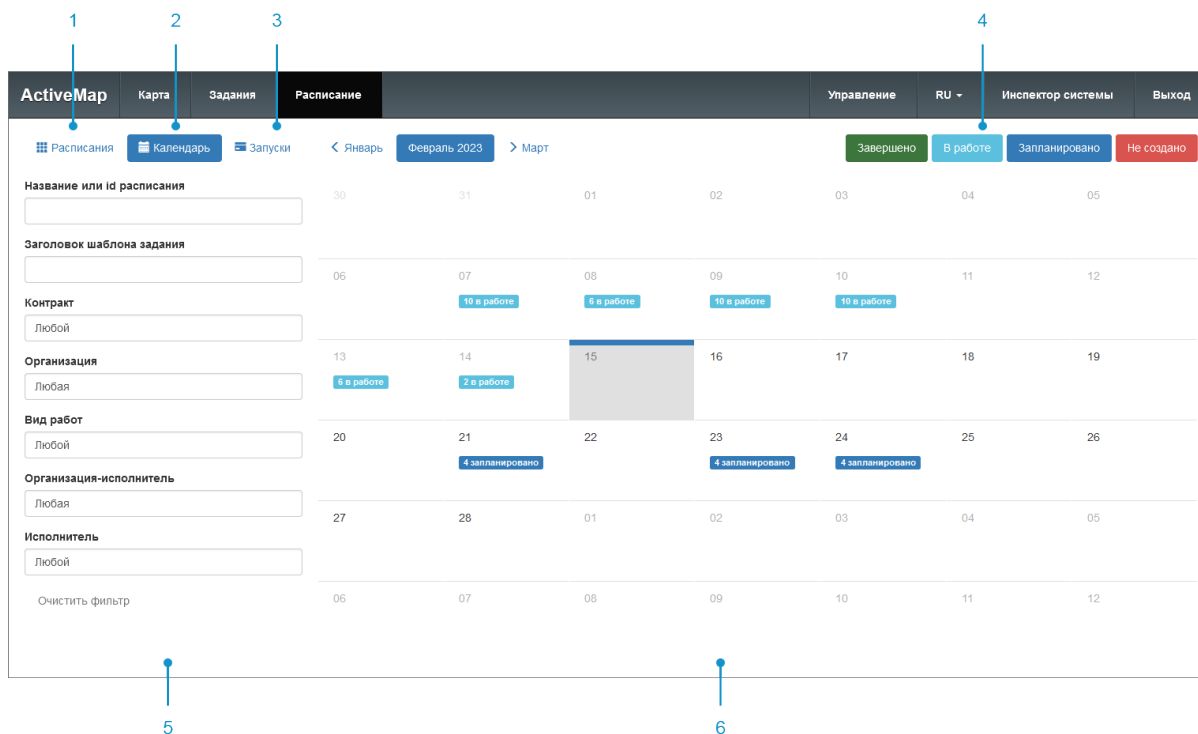 1 2 3 4
ActiveMap Карта Задания Расписание Управление RU Инспектор системы Выход
Расписания Календарь Запуски Январь Февраль 2023 Март Завершено В работе Запланировано Не создано
Название или id расписания
30 31 01 02 03 04 05
Заголовок шаблона задания
06 07 08 09 10 11 12
10 в работе 6 в работе 10 в работе 10 в работе
Контракт
Любой
13 14 15 16 17 18 19
Организация
6 в работе 2 в работе
Любая
Вид работ
20 21 22 23 24 25 26
Любой
4 запланировано 4 запланировано 4 запланировано
Организация-исполнитель
Любая
27 28 01 02 03 04 05
Исполнитель
Любой
Очистить фильтр
06 07 08 09 10 11 12
5 6